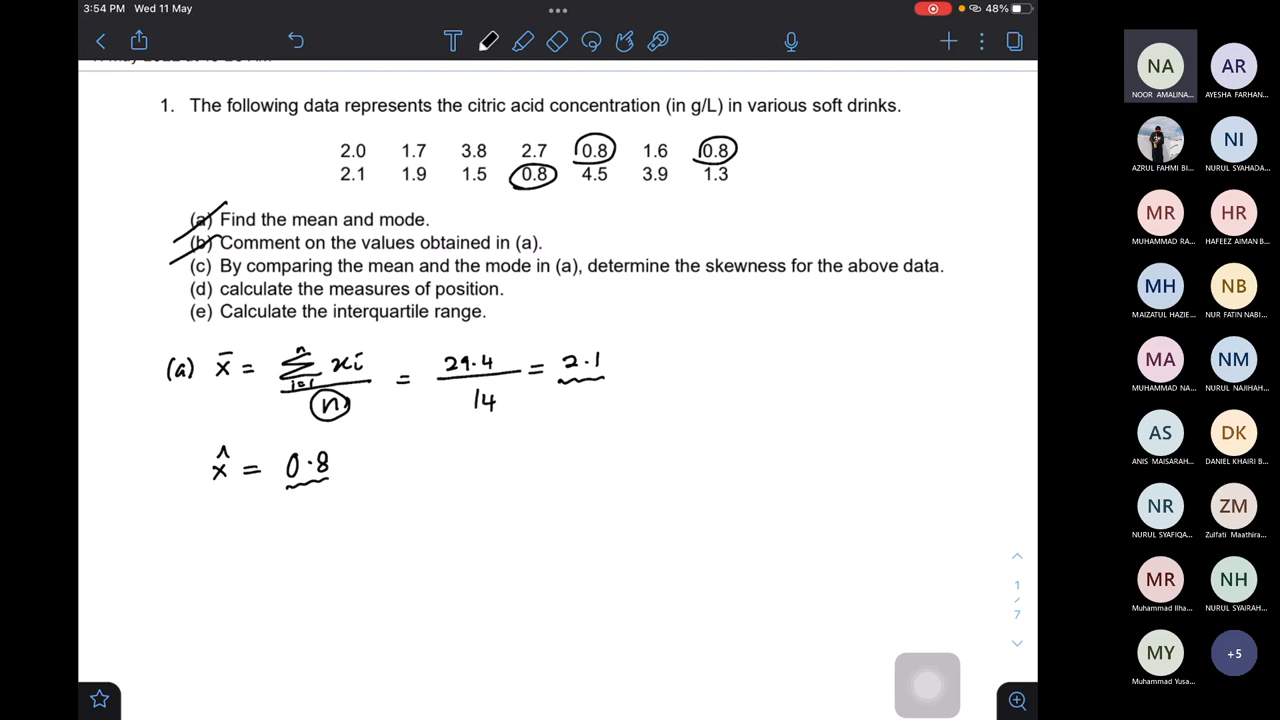 3:54 PM Wed 11 May
48%
1. The following data represents the citric acid concentration (in g/L) in various soft drinks.
2.0 1.7 3.8 2.7 0.8 1.6 0.8
2.1 1.9 1.5 0.8 4.5 3.9 1.3
(a) Find the mean and mode.
(b) Comment on the values obtained in (a).
(c) By comparing the mean and the mode in (a), determine the skewness for the above data.
(d) calculate the measures of position.
(e) Calculate the interquartile range.
(a) x̄ = Σ n i=1 xi / n = 29.4 / 14 = 2.1
x̂ = 0.8
1 / 7
NA AR
NOOR AMALINA... AYESHA FARHAN...
NI
AZRUL FAHMI BI... NURUL SYAHADA...
MR HR
MUHAMMAD RA... HAFEEZ AIMAN B...
MH NB
MAIZATUL HAZIE... NUR FATIN NABI...
MA NM
MUHAMMAD NA... NURUL NAJIHAH...
AS DK
ANIS MAISARAH... DANIEL KHAIRI B...
NR ZM
NURUL SYAFIQA... Zulfati Maathira...
MR NH
Muhammad Ilha... NURUL SYAIRAH...
MY +5
Muhammad Yusa...